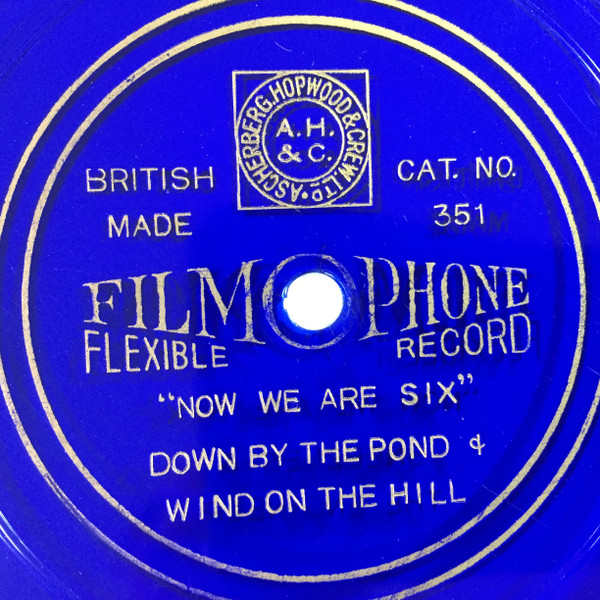 ASCHERBERG, HOPWOOD & CREW, LTD •
A. H.
& C.
BRITISH
MADE
CAT. NO.
351
FILMOPHONE
FLEXIBLE RECORD
"NOW WE ARE SIX"
DOWN BY THE POND &
WIND ON THE HILL